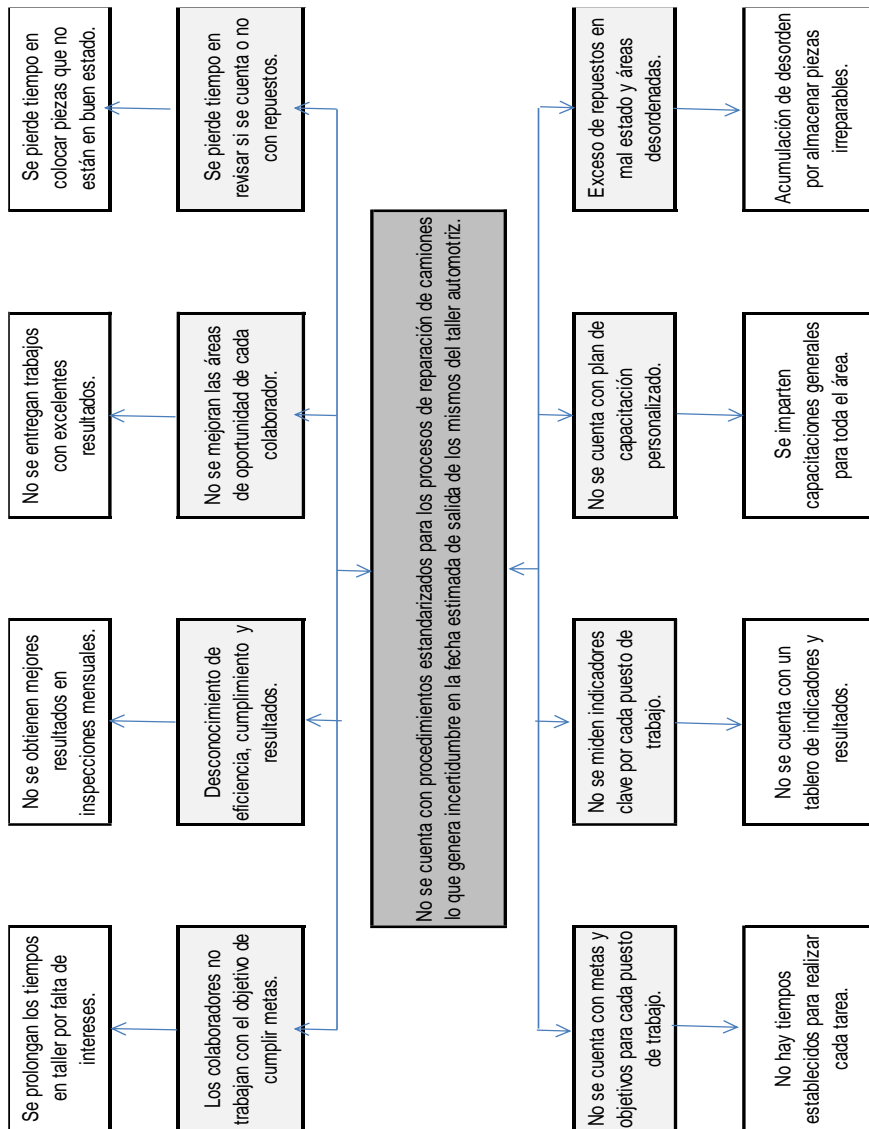 Se prolongan los tiempos
en taller por falta de
intereses.
No se obtienen mejores
resultados en
inspecciones mensuales.
No se entregan trabajos
con excelentes
resultados.
Se pierde tiempo en
colocar piezas que no
están en buen estado.
Los colaboradores no
trabajan con el objetivo de
cumplir metas.
Desconocimiento de
eficiencia, cumplimiento y
resultados.
No se mejoran las áreas
de oportunidad de cada
colaborador.
Se pierde tiempo en
revisar si se cuenta o no
con repuestos.
No se cuenta con procedimientos estandarizados para los procesos de reparación de camiones
lo que genera incertidumbre en la fecha estimada de salida de los mismos del taller automotriz.
No se cuenta con metas y
objetivos para cada puesto
de trabajo.
No se miden indicadores
clave por cada puesto de
trabajo.
No se cuenta con plan de
capacitación
personalizado.
Exceso de repuestos en
mal estado y áreas
desordenadas.
No hay tiempos
establecidos para realizar
cada tarea.
No se cuenta con un
tablero de indicadores y
resultados.
Se imparten
capacitaciones generales
para toda el área.
Acumulación de desorden
por almacenar piezas
irreparables.